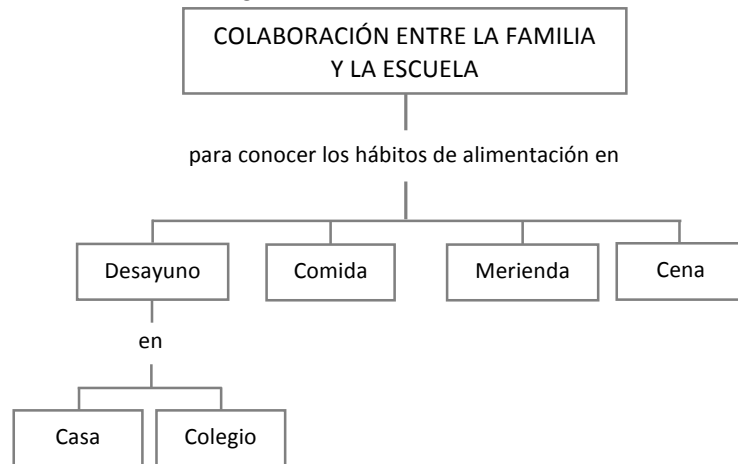 COLABORACIÓN ENTRE LA FAMILIA
Y LA ESCUELA
para conocer los hábitos de alimentación en
Desayuno
Comida
Merienda
Cena
en
Casa
Colegio